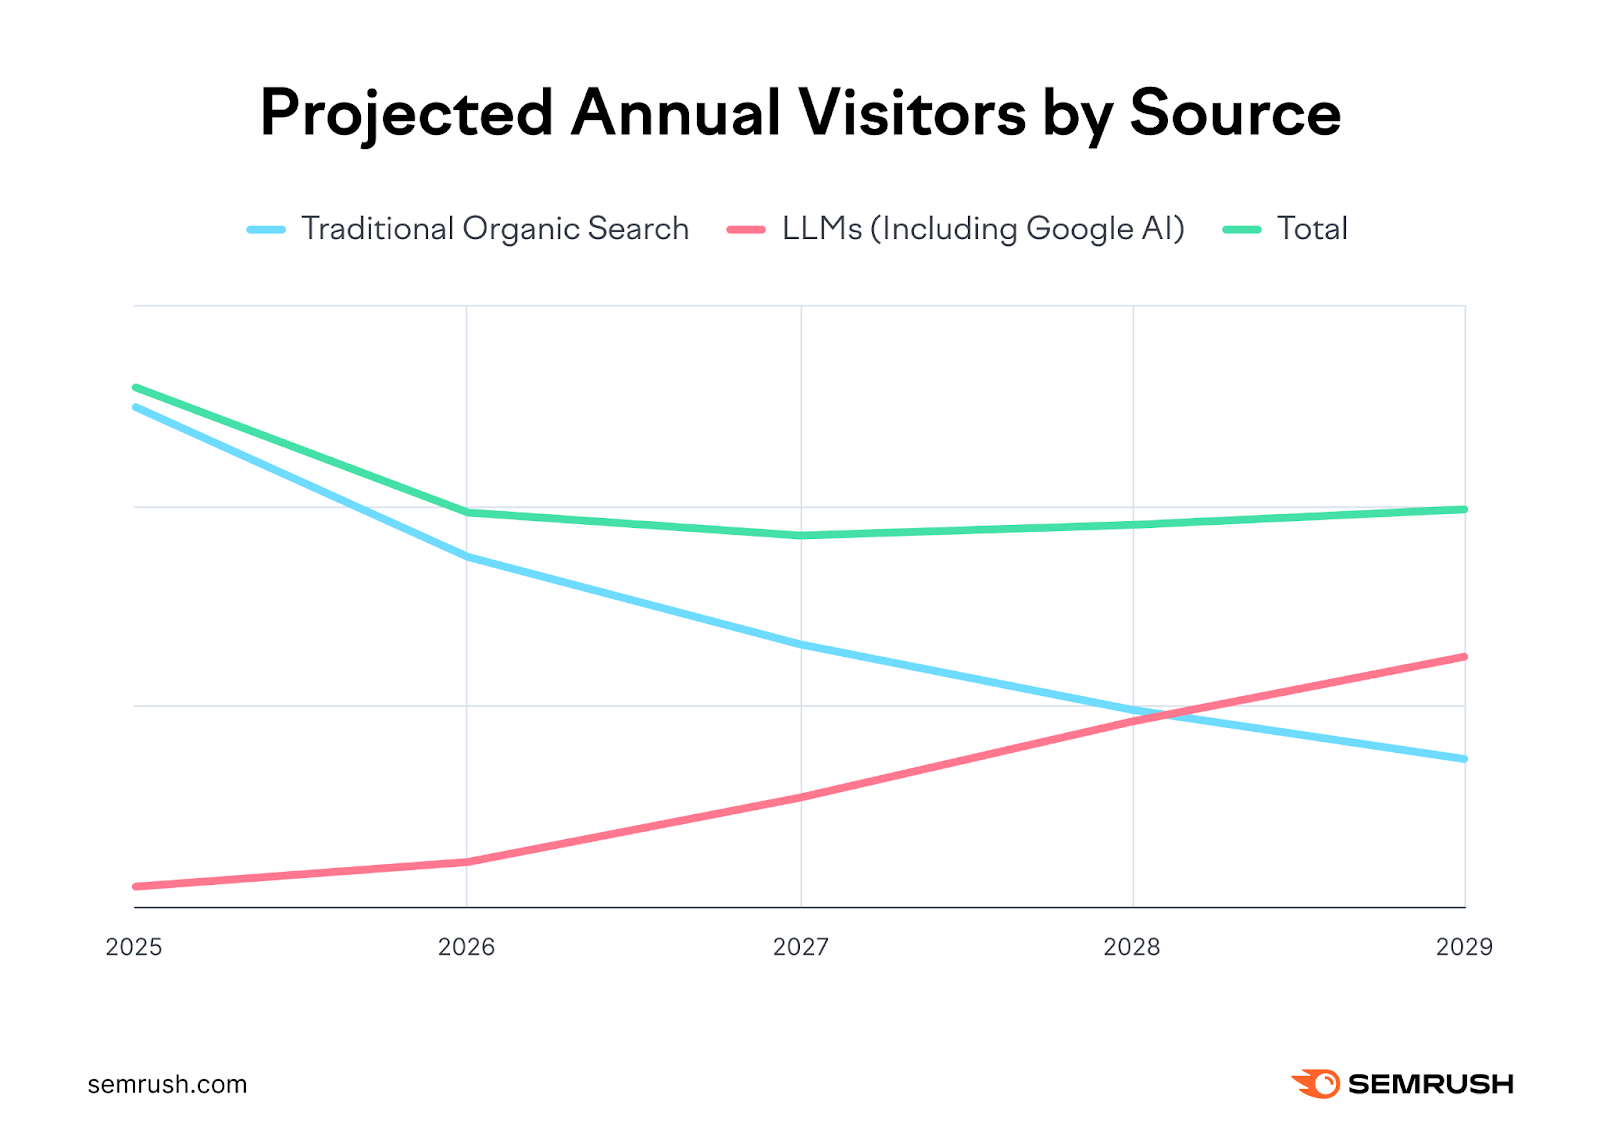 Projected Annual Visitors by Source
Traditional Organic Search LLMs (Including Google AI) Total
2025 2026 2027 2028 2029
semrush.com SEMRUSH